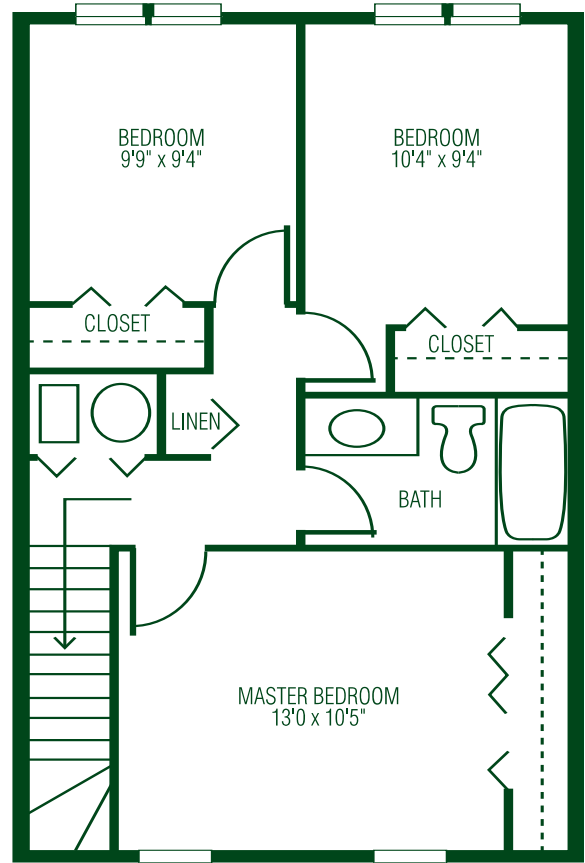 BEDROOM
9'9" x 9'4"
BEDROOM
10'4" x 9'4"
CLOSET
CLOSET
LINEN
BATH
MASTER BEDROOM
13'0 x 10'5"